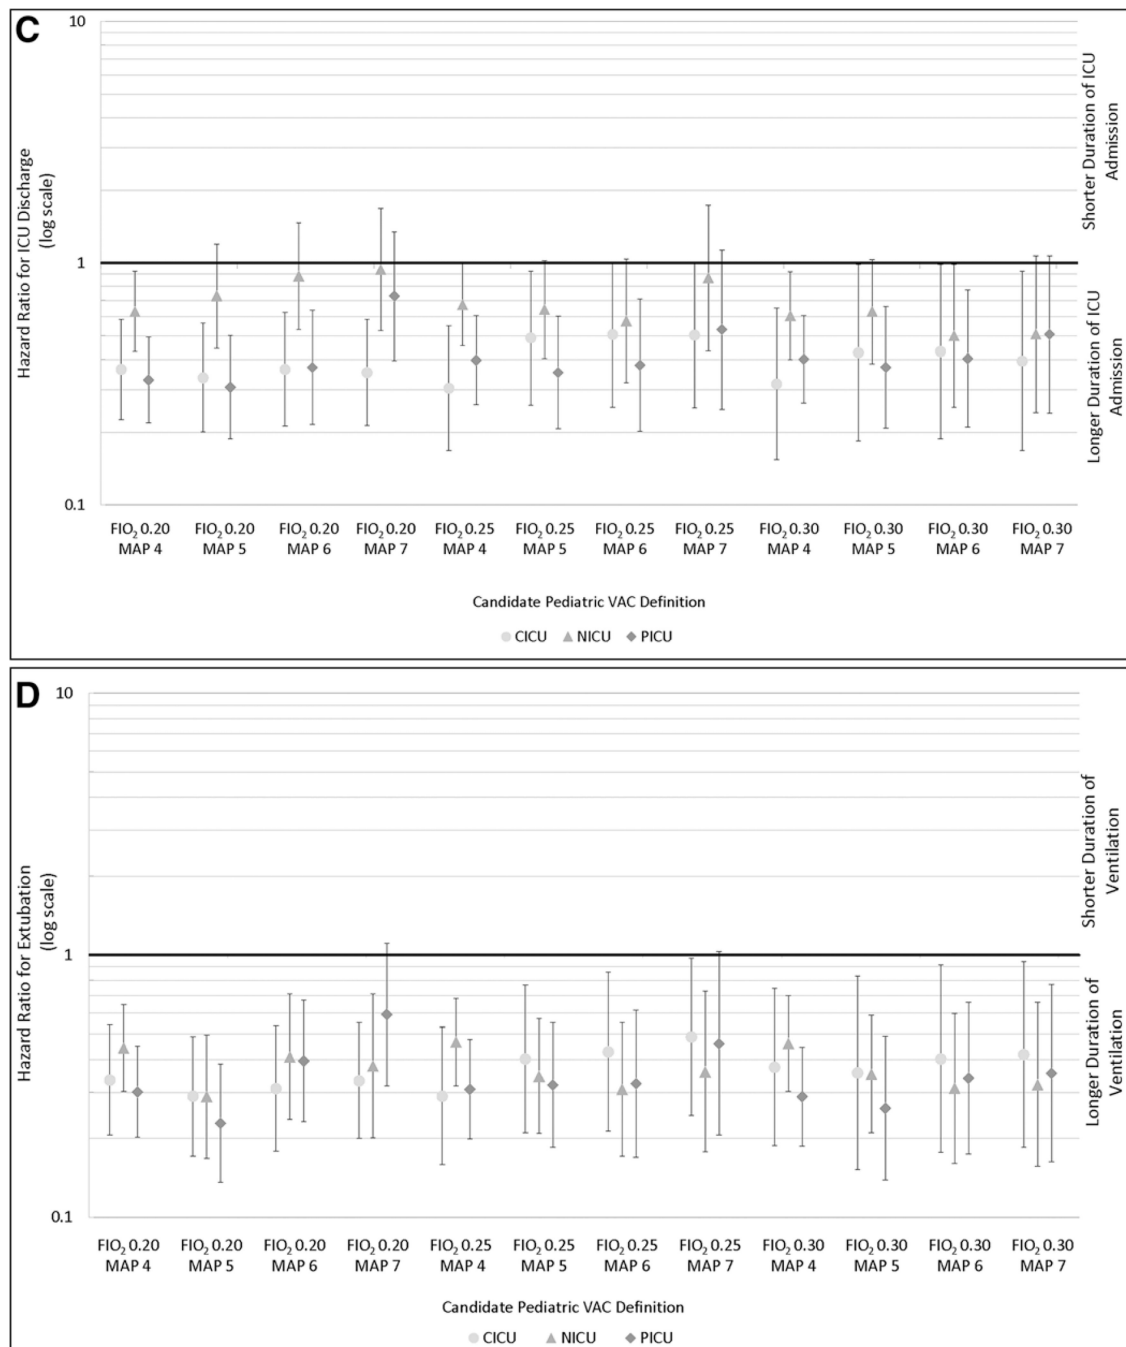 C
10
1
0.1
Hazard Ratio for ICU Discharge
(log scale)
Shorter Duration of ICU
Admission
Longer Duration of ICU
Admission
FIO₂ 0.20 FIO₂ 0.20 FIO₂ 0.20 FIO₂ 0.20 FIO₂ 0.25 FIO₂ 0.25 FIO₂ 0.25 FIO₂ 0.25 FIO₂ 0.30 FIO₂ 0.30 FIO₂ 0.30 FIO₂ 0.30
MAP 4 MAP 5 MAP 6 MAP 7 MAP 4 MAP 5 MAP 6 MAP 7 MAP 4 MAP 5 MAP 6 MAP 7
Candidate Pediatric VAC Definition
CICU NICU PICU
D
10
1
0.1
Hazard Ratio for Extubation
(log scale)
Shorter Duration of
Ventilation
Longer Duration of
Ventilation
FIO₂ 0.20 FIO₂ 0.20 FIO₂ 0.20 FIO₂ 0.20 FIO₂ 0.25 FIO₂ 0.25 FIO₂ 0.25 FIO₂ 0.25 FIO₂ 0.30 FIO₂ 0.30 FIO₂ 0.30 FIO₂ 0.30
MAP 4 MAP 5 MAP 6 MAP 7 MAP 4 MAP 5 MAP 6 MAP 7 MAP 4 MAP 5 MAP 6 MAP 7
Candidate Pediatric VAC Definition
CICU NICU PICU